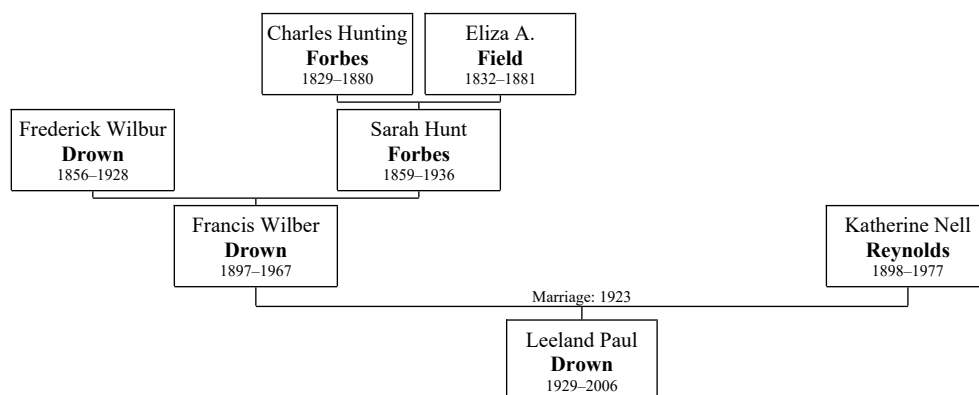 Charles Hunting
Forbes
1829–1880
Eliza A.
Field
1832–1881
Frederick Wilbur
Drown
1856–1928
Sarah Hunt
Forbes
1859–1936
Francis Wilber
Drown
1897–1967
Katherine Nell
Reynolds
1898–1977
Marriage: 1923
Leeland Paul
Drown
1929–2006